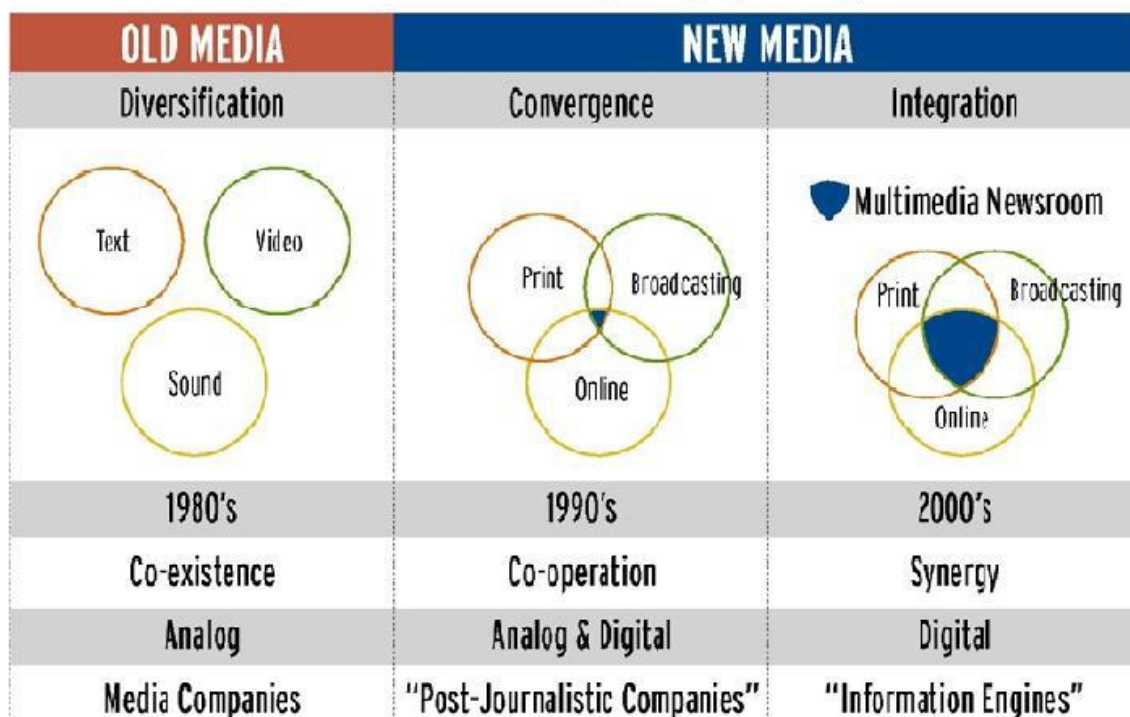 OLD MEDIA NEW MEDIA
Diversification Convergence Integration
Multimedia Newsroom
Text Video Print Broadcasting Print Broadcasting
Sound Online Online
1980's 1990's 2000's
Co-existence Co-operation Synergy
Analog Analog & Digital Digital
Media Companies "Post-Journalistic Companies" "Information Engines"